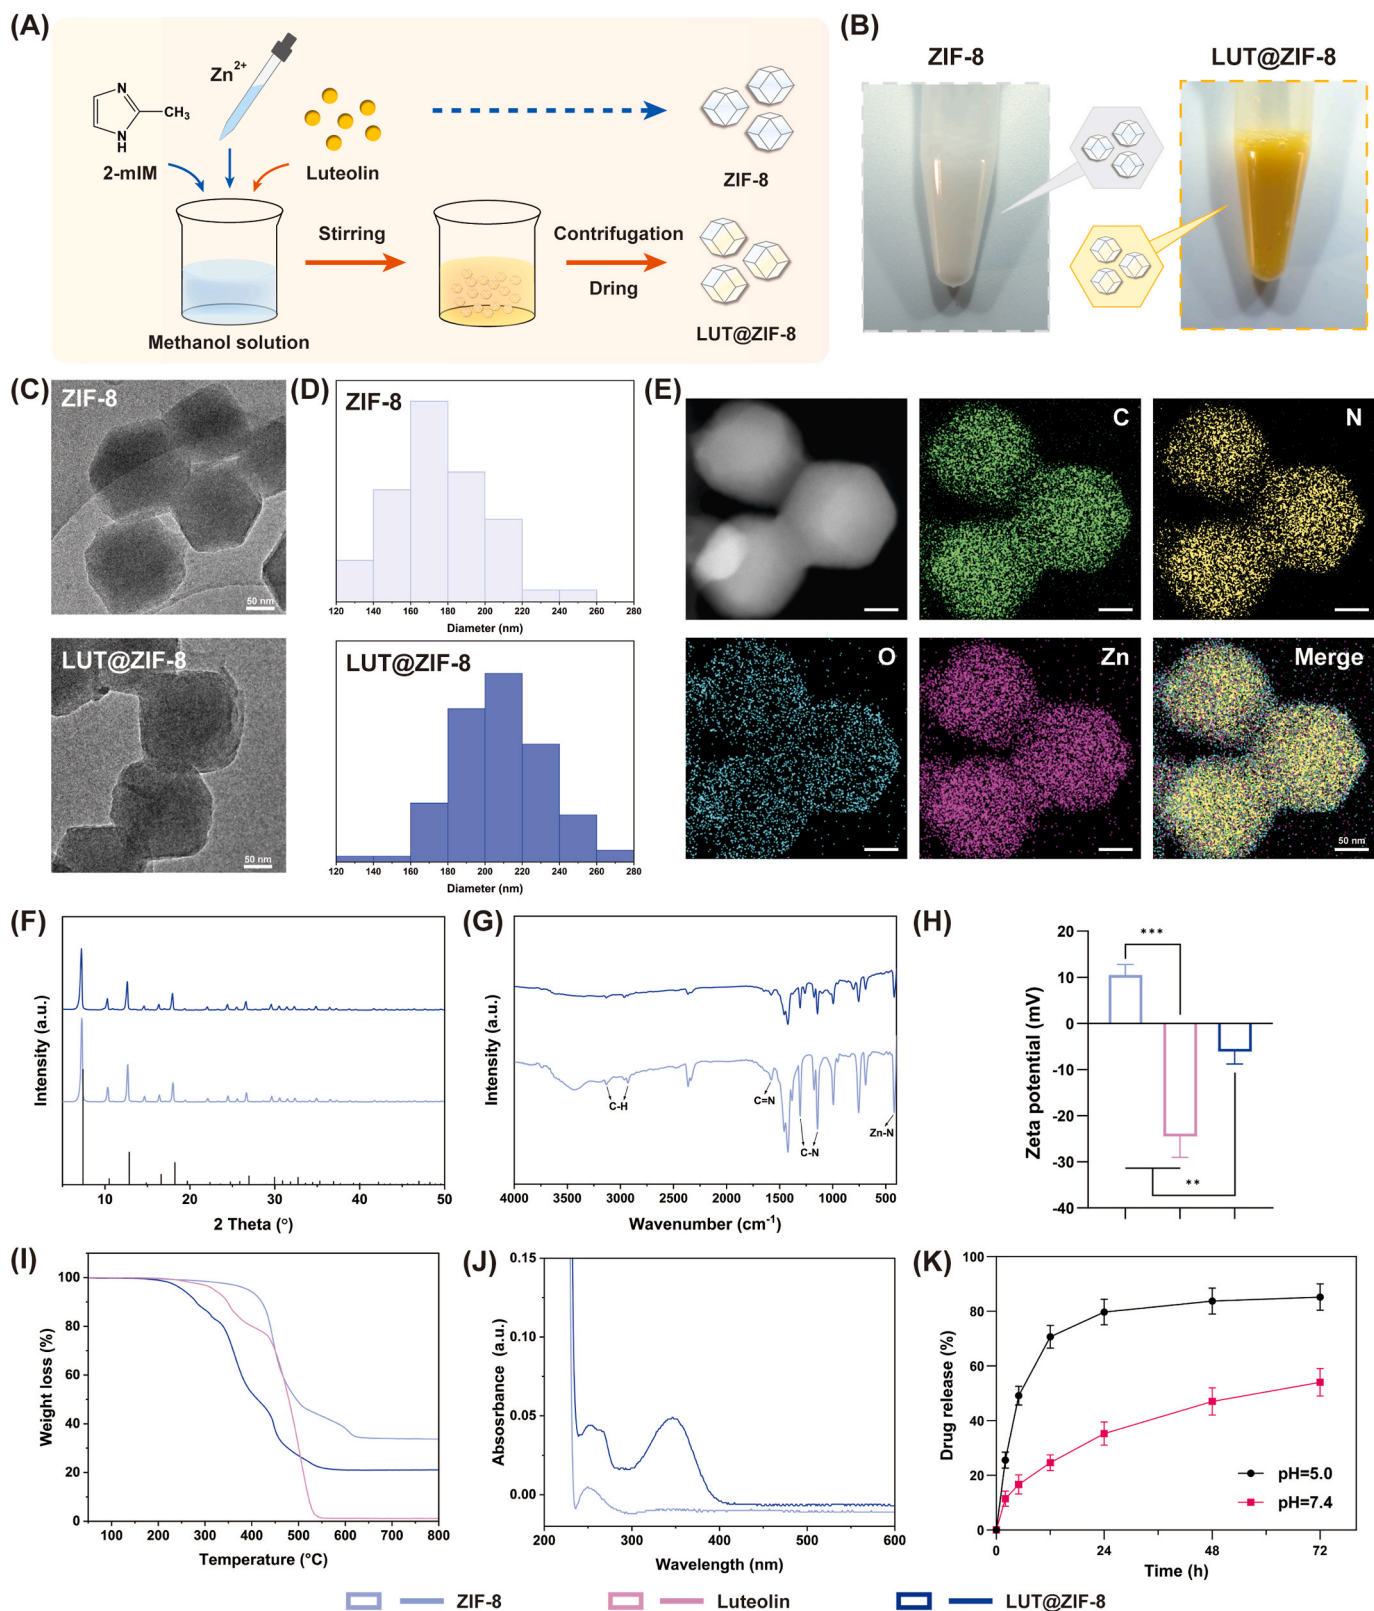 (A)
Zn2+
N
CH3
N
H
2-mIM
Luteolin
ZIF-8
Stirring
Contrifugation
Dring
Methanol solution
LUT@ZIF-8
(B)
ZIF-8
LUT@ZIF-8
(C)
ZIF-8
50 nm
LUT@ZIF-8
50 nm
(D)
ZIF-8
120 140 160 180 200 220 240 260 280
Diameter (nm)
LUT@ZIF-8
120 140 160 180 200 220 240 260 280
Diameter (nm)
(E)
C
N
O
Zn
Merge
50 nm
(F)
Intensity (a.u.)
10 20 30 40 50
2 Theta (°)
(G)
Intensity (a.u.)
C-H
C=N
C-N
Zn-N
4000 3500 3000 2500 2000 1500 1000 500
Wavenumber (cm-1)
(H)
Zeta potential (mV)
20
10
0
-10
-20
-30
-40
***
**
(I)
Weight loss (%)
100
80
60
40
20
0
100 200 300 400 500 600 700 800
Temperature (°C)
(J)
Absosrbance (a.u.)
0.15
0.10
0.05
0.00
200 300 400 500 600
Wavelength (nm)
(K)
Drug release (%)
100
80
60
40
20
0
pH=5.0
pH=7.4
0 24 48 72
Time (h)
ZIF-8
Luteolin
LUT@ZIF-8